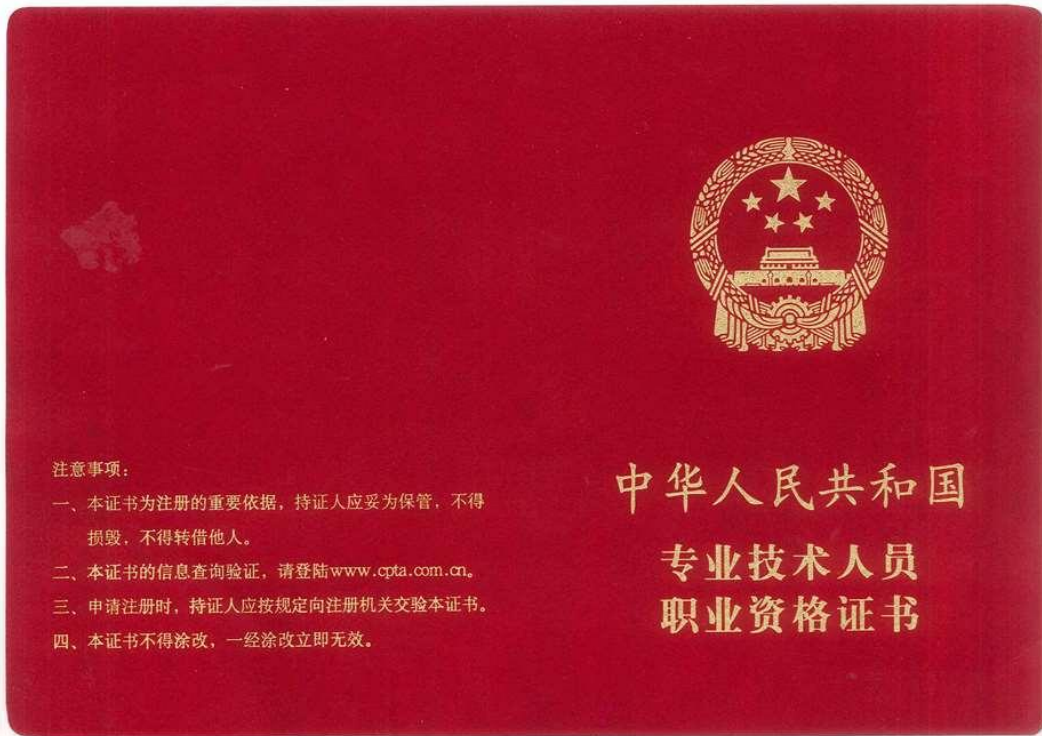 注意事项：
一、本证书为注册的重要依据，持证人应妥为保管，不得
损毁，不得转借他人。
二、本证书的信息查询验证，请登陆www.cpta.com.cn。
三、申请注册时，持证人应按规定向注册机关交验本证书。
四、本证书不得涂改，一经涂改立即无效。
中华人民共和国
专业技术人员
职业资格证书